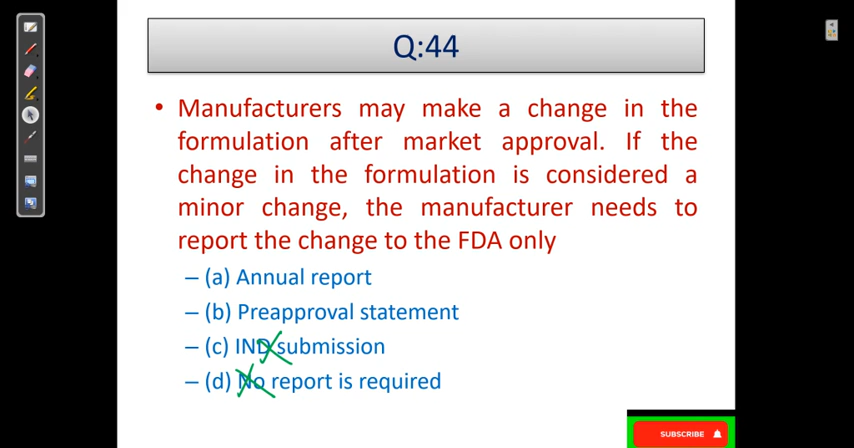 Q:44
• Manufacturers may make a change in the
formulation after market approval. If the
change in the formulation is considered a
minor change, the manufacturer needs to
report the change to the FDA only
– (a) Annual report
– (b) Preapproval statement
– (c) IND submission
– (d) No report is required
SUBSCRIBE